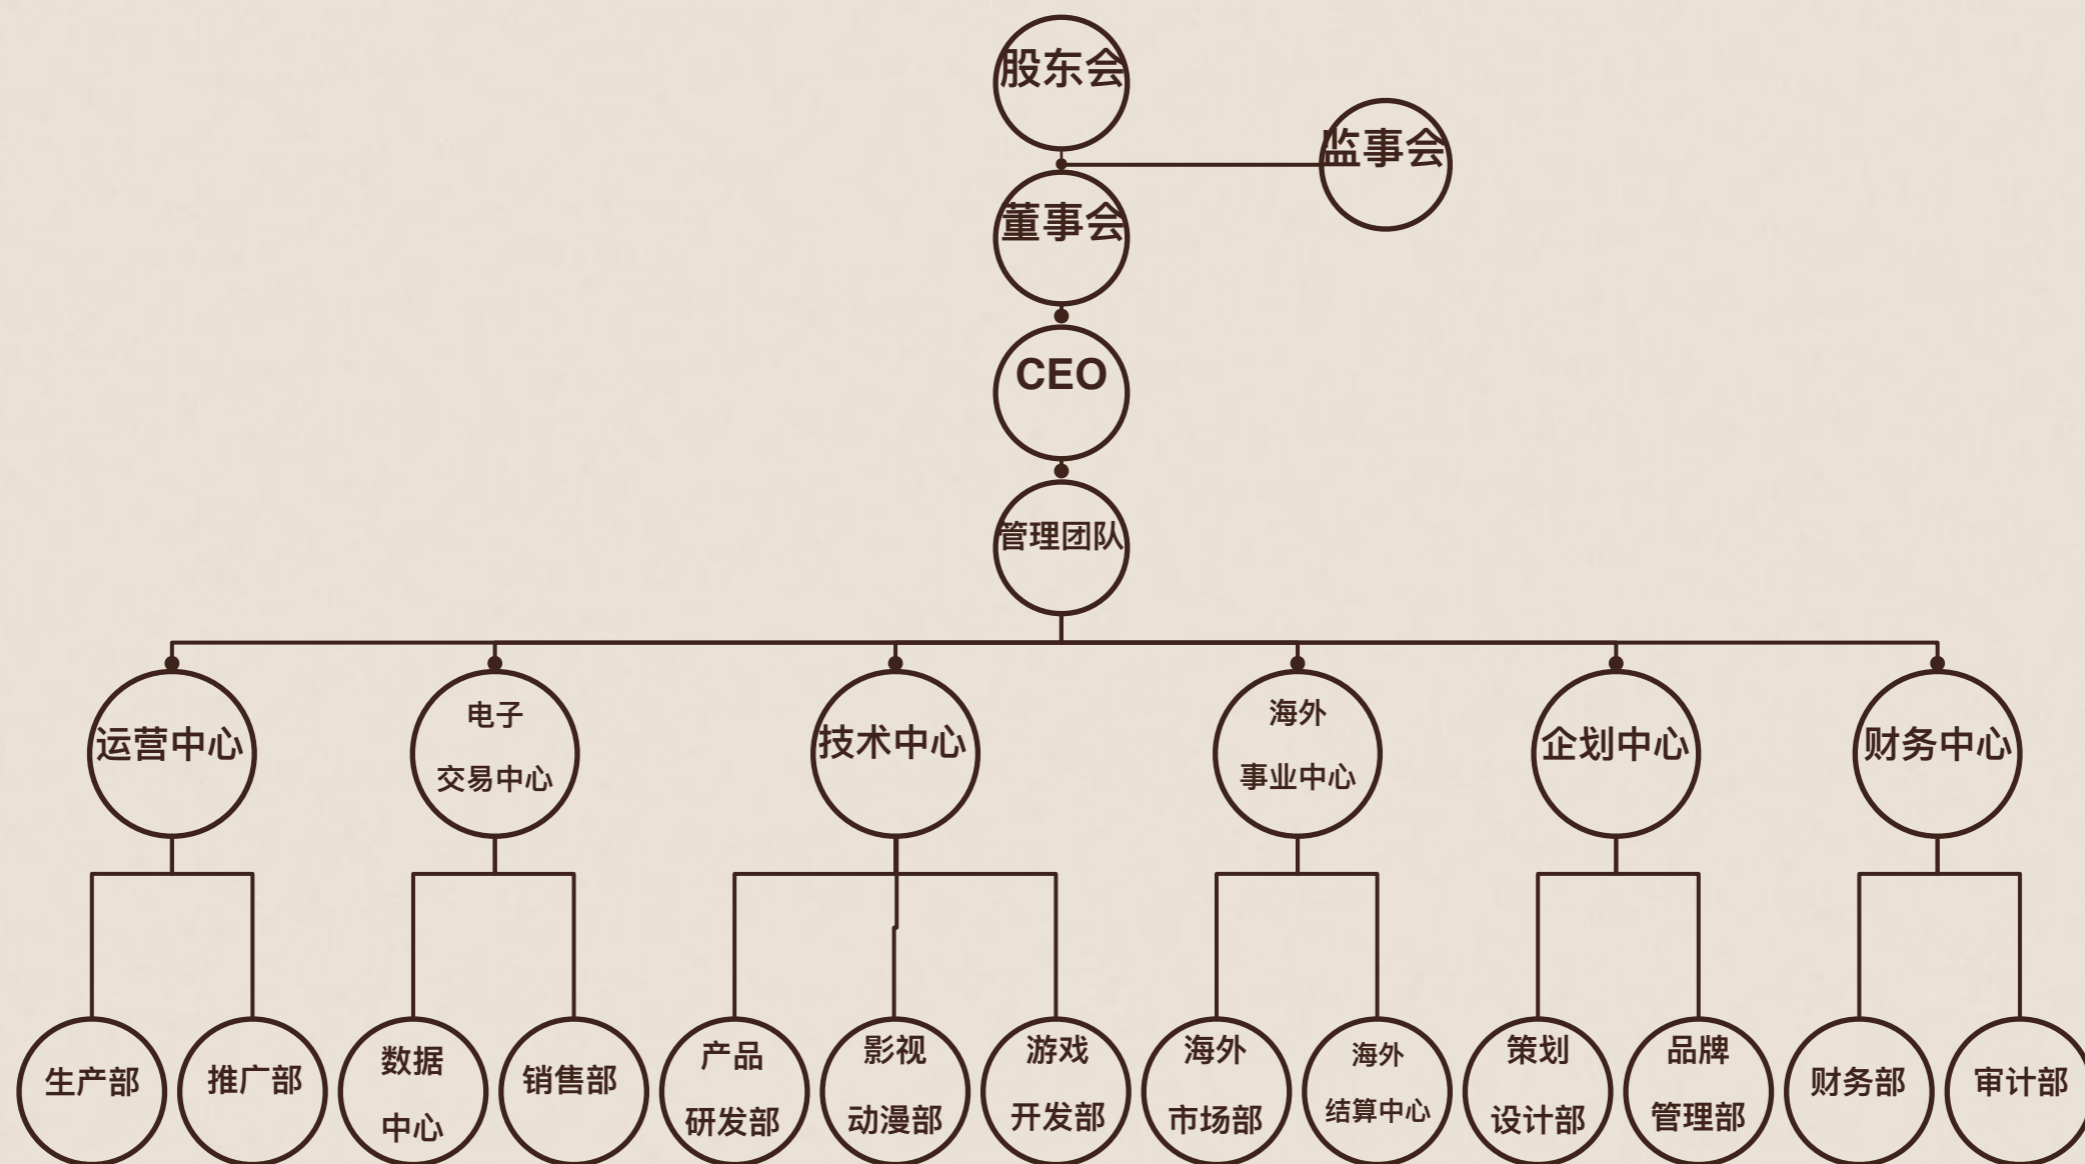 股东会
监事会
董事会
CEO
管理团队
运营中心
电子
交易中心
技术中心
海外
事业中心
企划中心
财务中心
生产部
推广部
数据
中心
销售部
产品
研发部
影视
动漫部
游戏
开发部
海外
市场部
海外
结算中心
策划
设计部
品牌
管理部
财务部
审计部